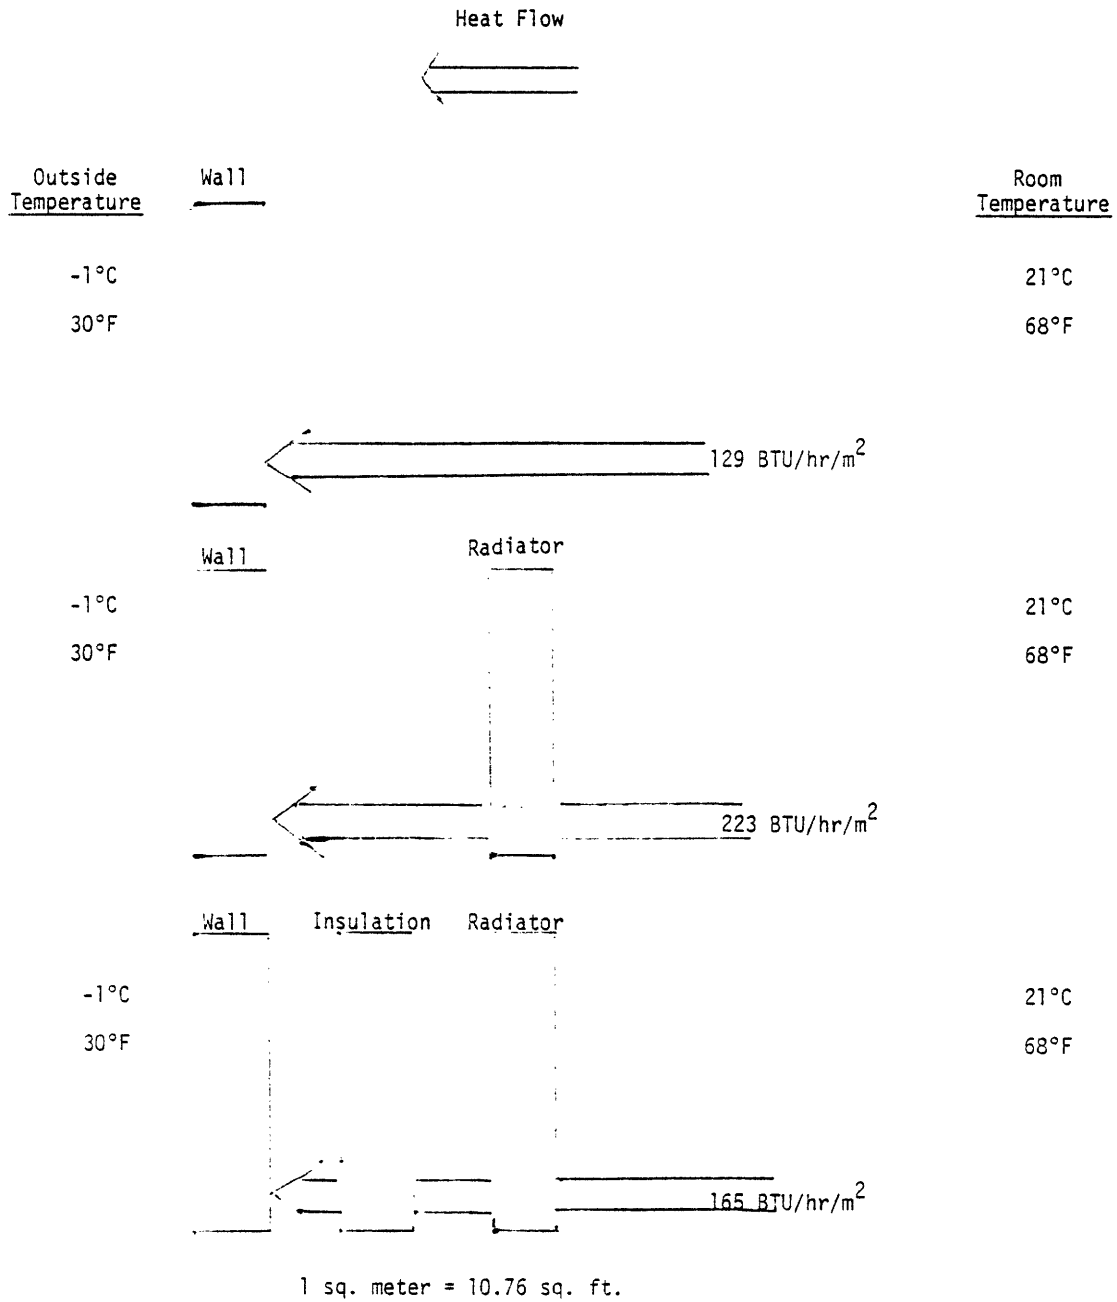 Heat Flow
Outside Temperature
Wall
Room Temperature
-1°C
21°C
30°F
68°F
129 BTU/hr/m²
Wall
Radiator
-1°C
21°C
30°F
68°F
223 BTU/hr/m²
Wall
Insulation
Radiator
-1°C
21°C
30°F
68°F
165 BTU/hr/m²
1 sq. meter = 10.76 sq. ft.